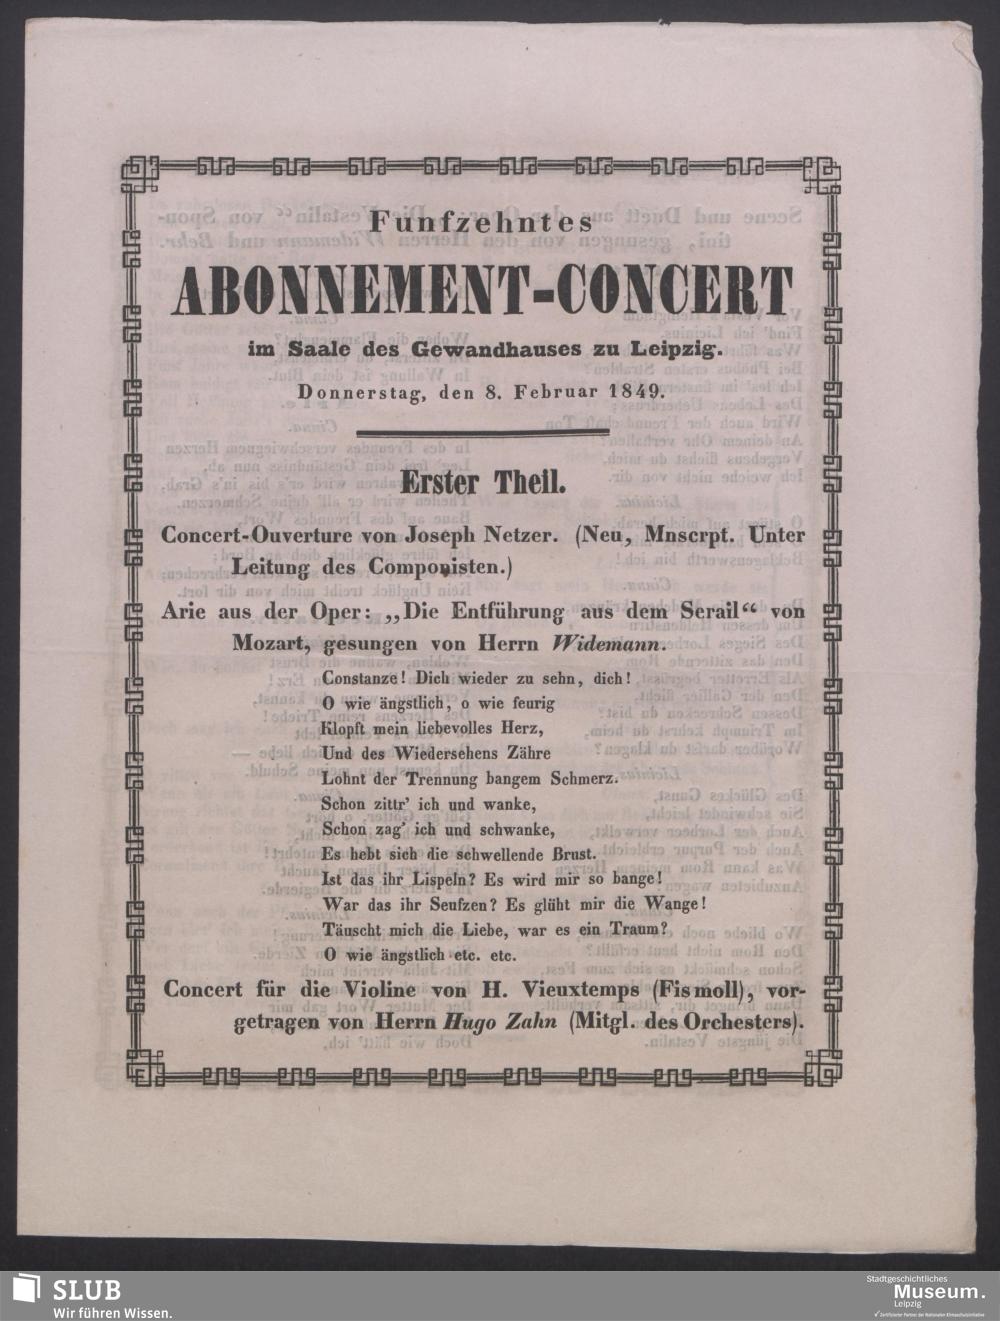 Funfzehntes
ABONNEMENT-CONCERT
im Saale des Gewandhauses zu Leipzig.
Donnerstag, den 8. Februar 1849.
Erster Theil.
Concert-Ouverture von Joseph Netzer. (Neu, Mnscrpt. Unter
Leitung des Componisten.)
Arie aus der Oper: „Die Entführung aus dem Serail“ von
Mozart, gesungen von Herrn Widemann.
Constanze! Dich wieder zu sehn, dich!
O wie ängstlich, o wie feurig
Klopft mein liebevolles Herz,
Und des Wiedersehens Zähre
Lohnt der Trennung bangem Schmerz.
Schon zittr' ich und wanke,
Schon zag' ich und schwanke,
Es hebt sich die schwellende Brust.
Ist das ihr Lispeln? Es wird mir so bange!
War das ihr Seufzen? Es glüht mir die Wange!
Täuscht mich die Liebe, war es ein Traum?
O wie ängstlich etc. etc.
Concert für die Violine von H. Vieuxtemps (Fis moll), vor-
getragen von Herrn Hugo Zahn (Mitgl. des Orchesters).
SLUB
Wir führen Wissen.
Stadtgeschichtliches
Museum.
Leipzig
Zertifizierter Partner der Nationalen Klimaschutzinitiative